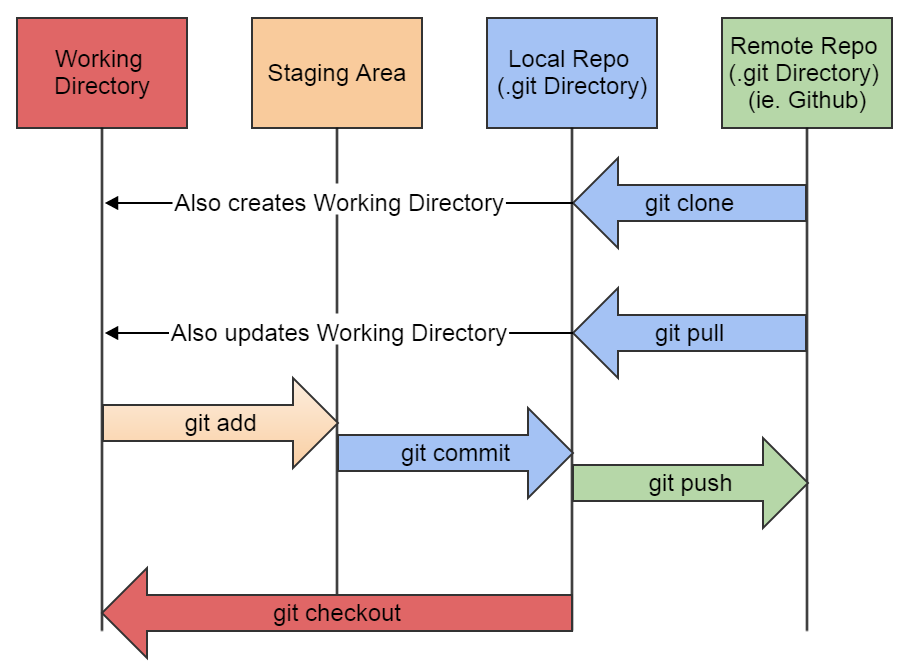 Working
Directory
Staging Area
Local Repo
(.git Directory)
Remote Repo
(.git Directory)
(ie. Github)
Also creates Working Directory
git clone
Also updates Working Directory
git pull
git add
git commit
git push
git checkout